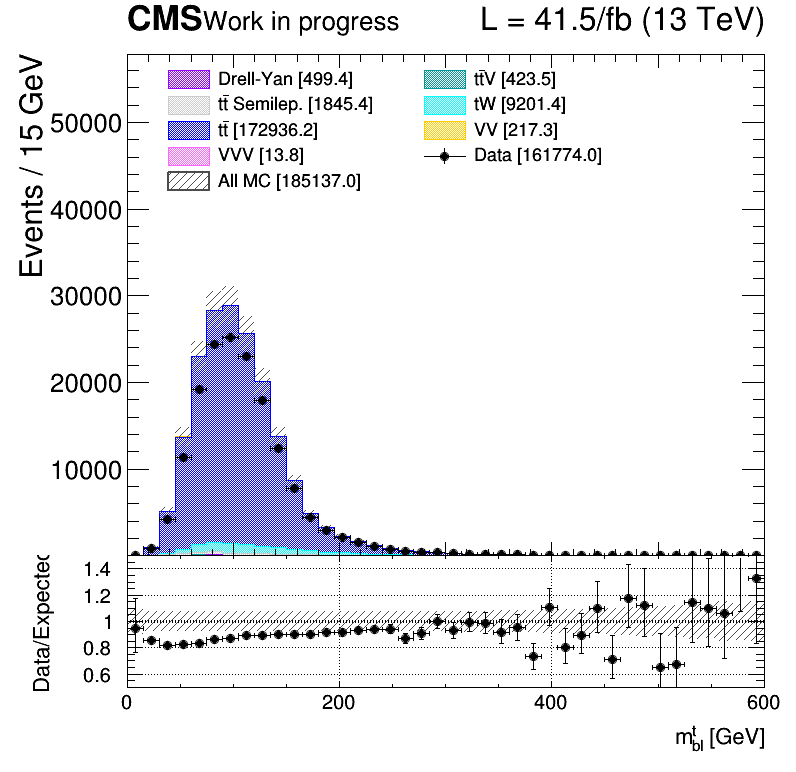 CMS Work in progress L = 41.5/fb (13 TeV)
Events / 15 GeV
Drell-Yan [499.4]
tt̄ Semilep. [1845.4]
tt̄ [172936.2]
VVV [13.8]
All MC [185137.0]
tt̄V [423.5]
tW [9201.4]
VV [217.3]
Data [161774.0]
50000
40000
30000
20000
10000
Data/Expected
1.4
1.2
1
0.8
0.6
0 200 400 600
m^t_bl [GeV]